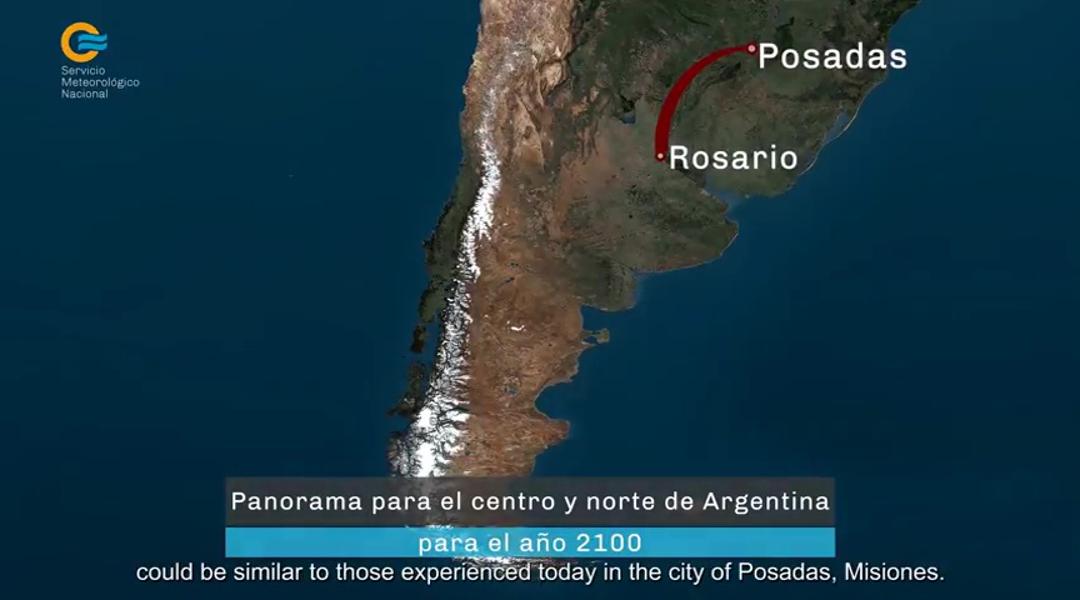 Servicio
Meteorológico
Nacional
Posadas
Rosario
Panorama para el centro y norte de Argentina
para el año 2100
could be similar to those experienced today in the city of Posadas, Misiones.